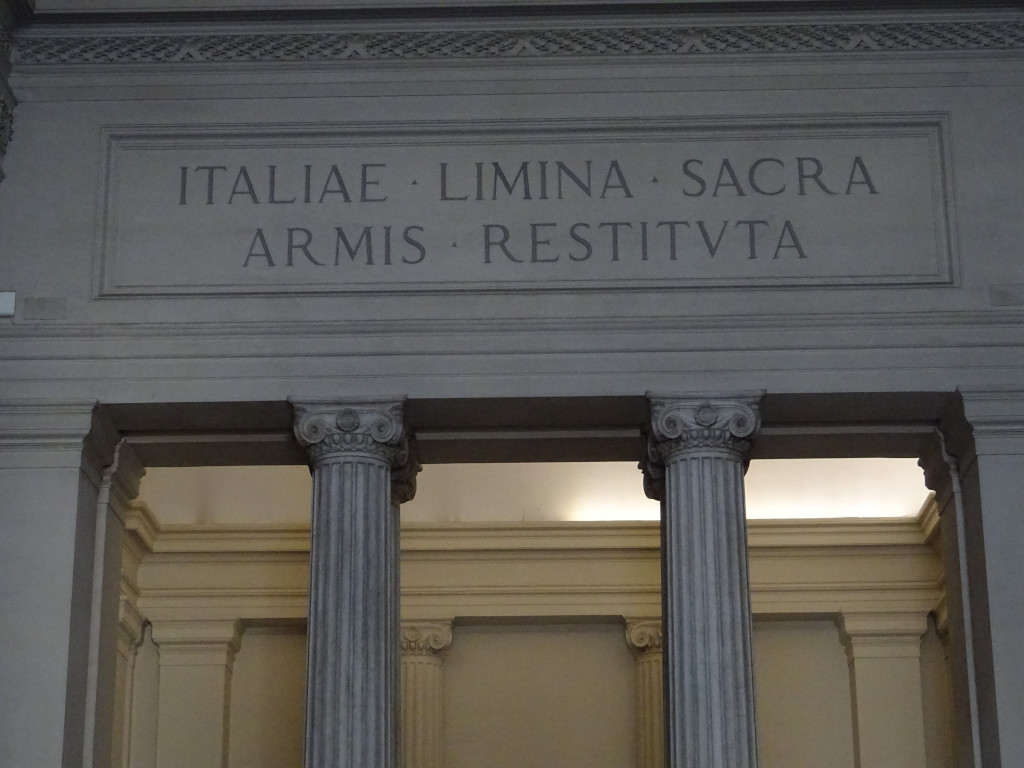 ITALIAE · LIMINA · SACRA
ARMIS · RESTITVTA